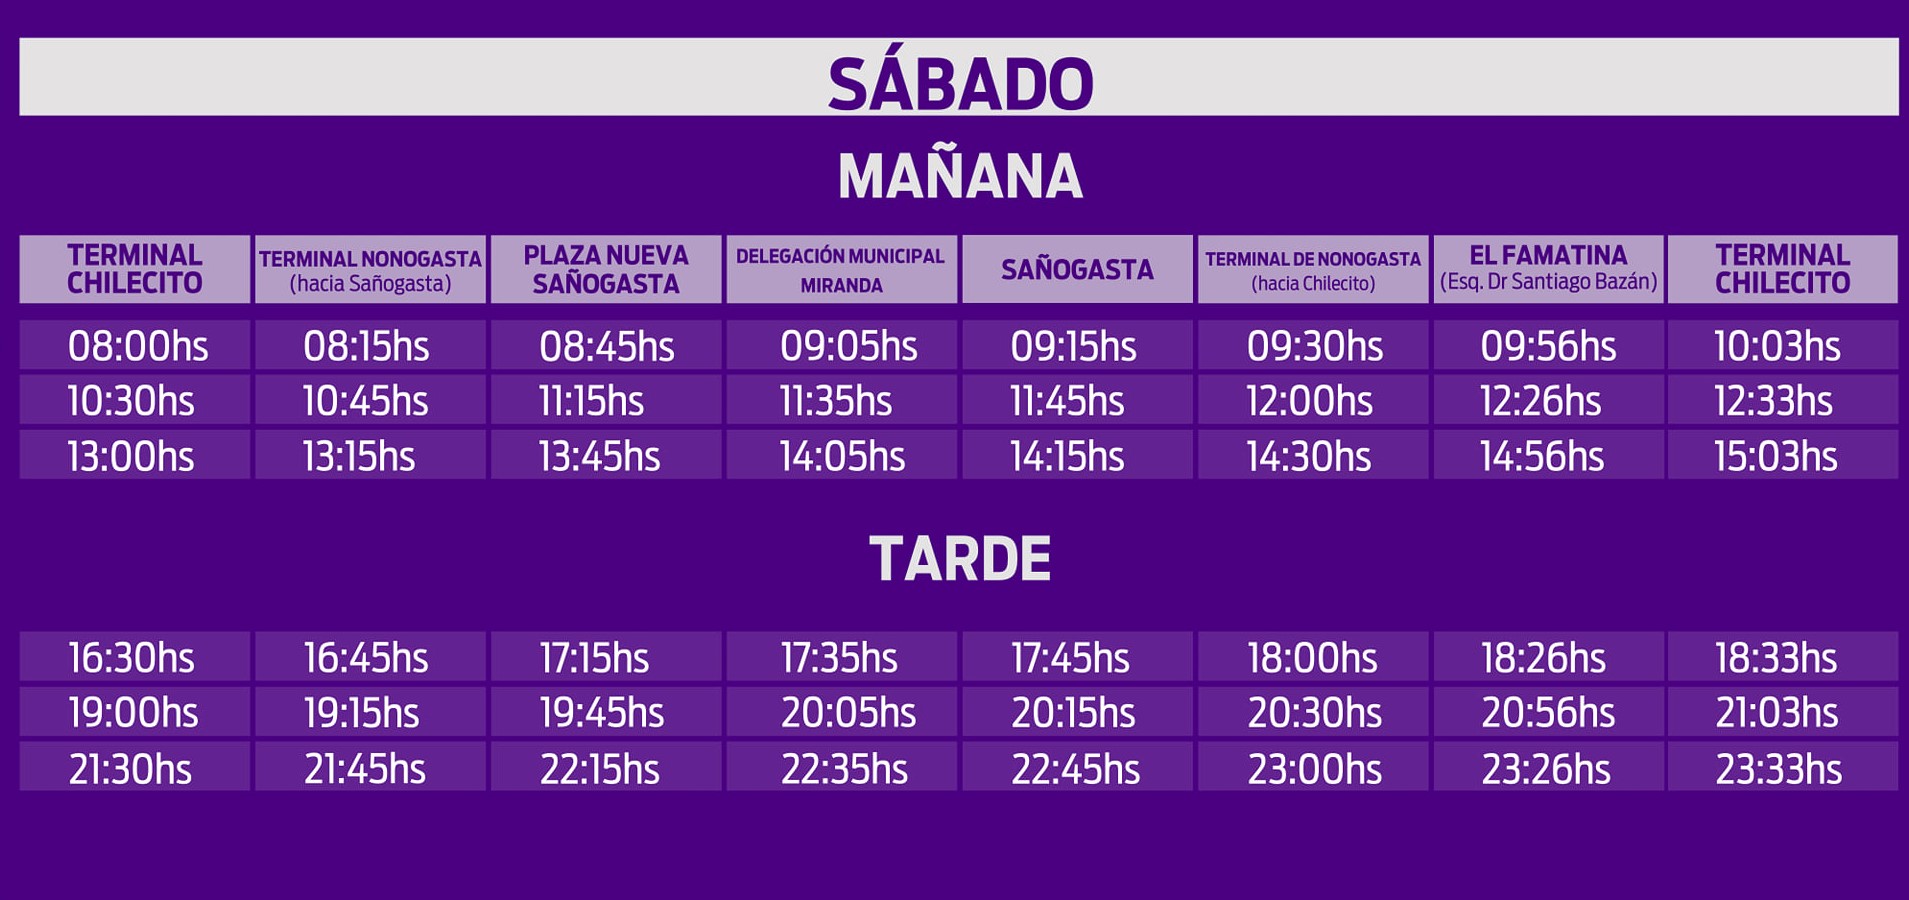 SÁBADO
MAÑANA
TERMINAL CHILECITO
TERMINAL NONOGASTA (hacia Sañogasta)
PLAZA NUEVA SAÑOGASTA
DELEGACIÓN MUNICIPAL MIRANDA
SAÑOGASTA
TERMINAL DE NONOGASTA (hacia Chilecito)
EL FAMATINA (Esq. Dr Santiago Bazán)
TERMINAL CHILECITO
08:00hs 08:15hs 08:45hs 09:05hs 09:15hs 09:30hs 09:56hs 10:03hs
10:30hs 10:45hs 11:15hs 11:35hs 11:45hs 12:00hs 12:26hs 12:33hs
13:00hs 13:15hs 13:45hs 14:05hs 14:15hs 14:30hs 14:56hs 15:03hs
TARDE
16:30hs 16:45hs 17:15hs 17:35hs 17:45hs 18:00hs 18:26hs 18:33hs
19:00hs 19:15hs 19:45hs 20:05hs 20:15hs 20:30hs 20:56hs 21:03hs
21:30hs 21:45hs 22:15hs 22:35hs 22:45hs 23:00hs 23:26hs 23:33hs